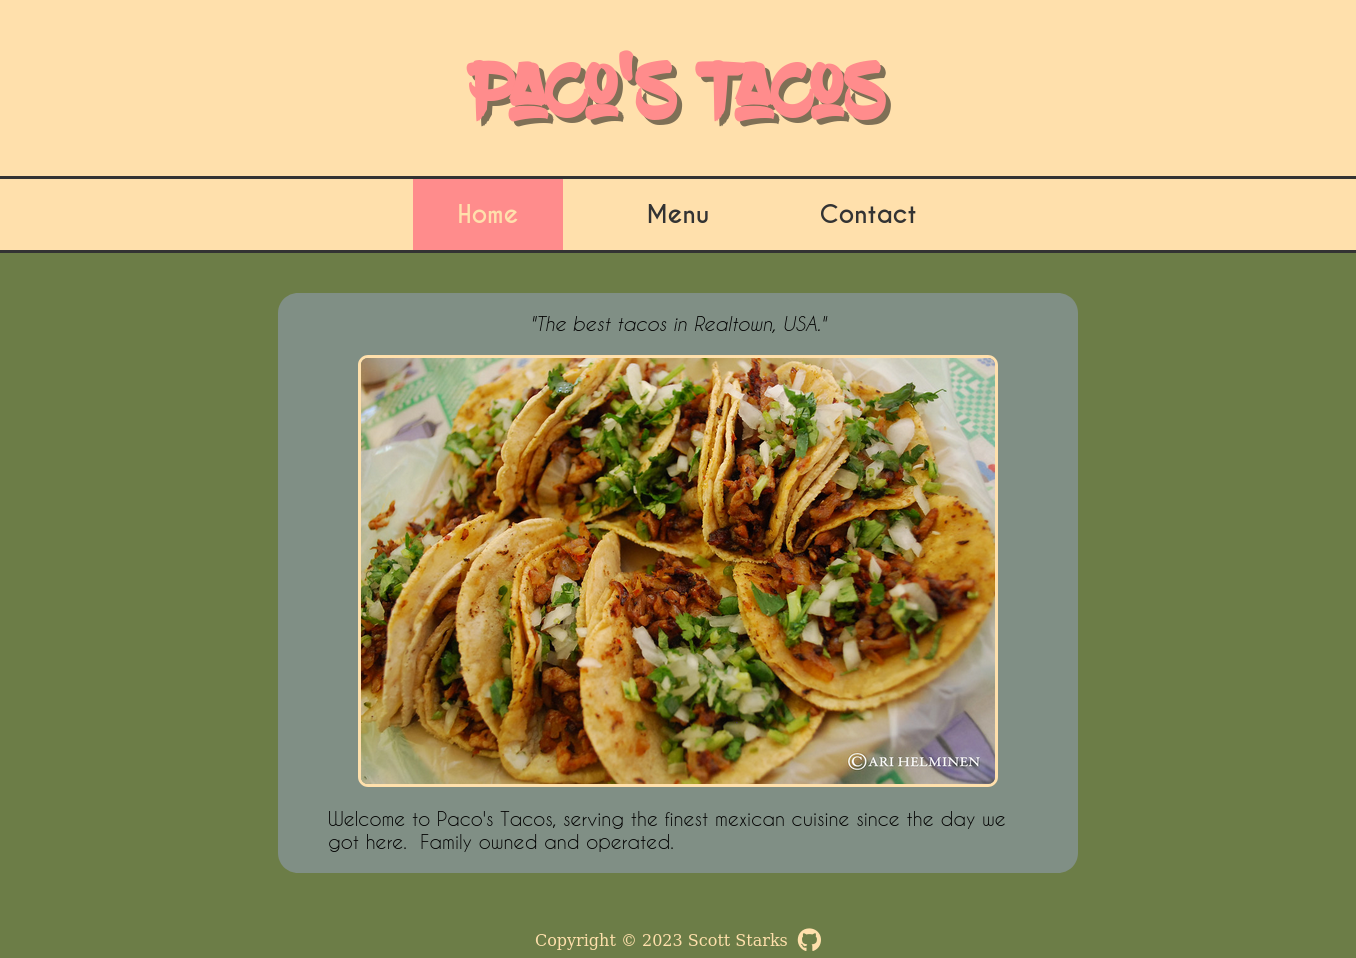 PACO'S TACOS
Home
Menu
Contact
"The best tacos in Realtown, USA."
©ARI HELMINEN
Welcome to Paco's Tacos, serving the finest mexican cuisine since the day we
got here.  Family owned and operated.
Copyright © 2023 Scott Starks